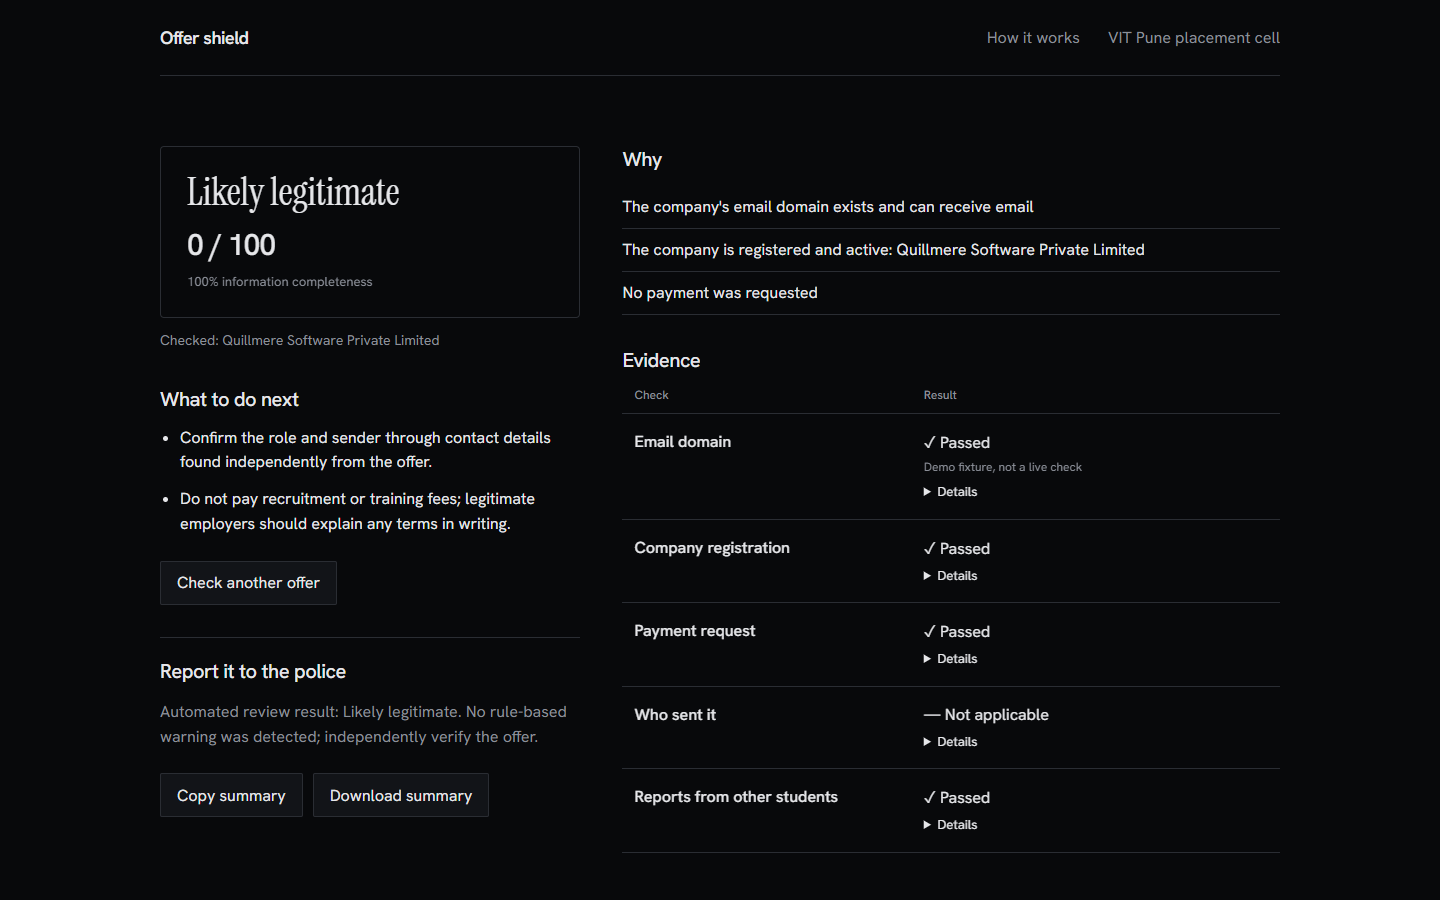 Offer shield
How it works
VIT Pune placement cell
Likely legitimate
0 / 100
100% information completeness
Checked: Quillmere Software Private Limited
What to do next
• Confirm the role and sender through contact details
found independently from the offer.
• Do not pay recruitment or training fees; legitimate
employers should explain any terms in writing.
Check another offer
Report it to the police
Automated review result: Likely legitimate. No rule-based
warning was detected; independently verify the offer.
Copy summary
Download summary
Why
The company's email domain exists and can receive email
The company is registered and active: Quillmere Software Private Limited
No payment was requested
Evidence
Check
Result
Email domain
✓ Passed
Demo fixture, not a live check
▶ Details
Company registration
✓ Passed
▶ Details
Payment request
✓ Passed
▶ Details
Who sent it
— Not applicable
▶ Details
Reports from other students
✓ Passed
▶ Details